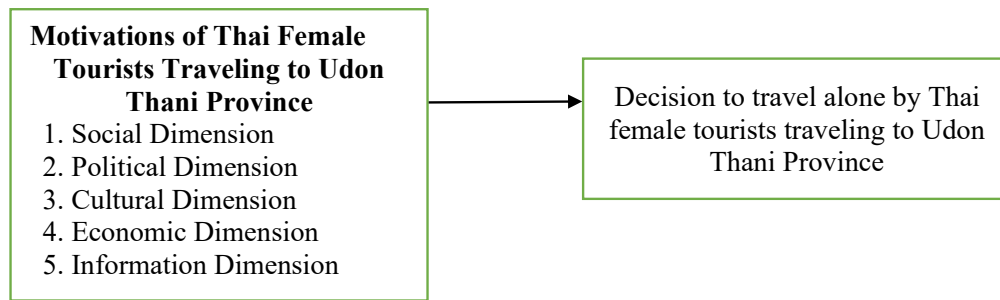 Motivations of Thai Female
Tourists Traveling to Udon
Thani Province
1. Social Dimension
2. Political Dimension
3. Cultural Dimension
4. Economic Dimension
5. Information Dimension
Decision to travel alone by Thai
female tourists traveling to Udon
Thani Province